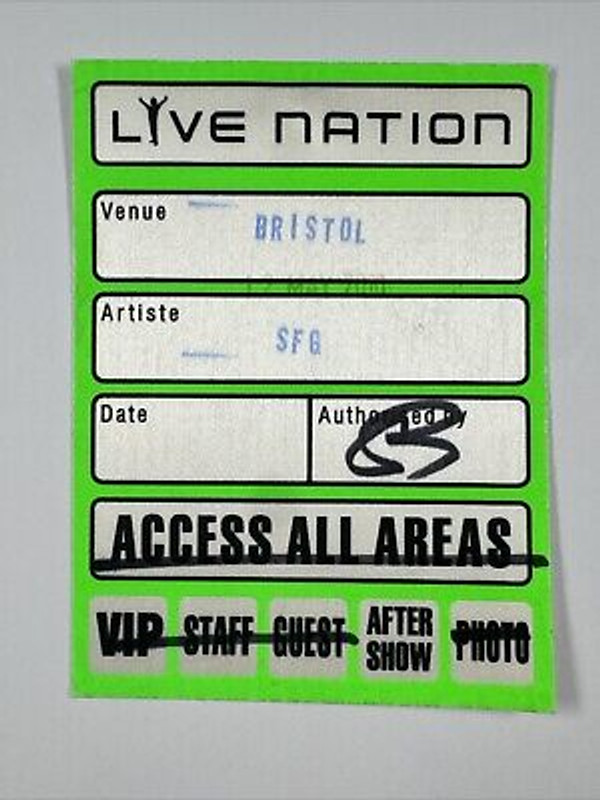 LIVE NATION
Venue
BRISTOL
Artiste
SFG
Date
Authorised by
ACCESS ALL AREAS
VIP STAFF GUEST AFTER SHOW PHOTO